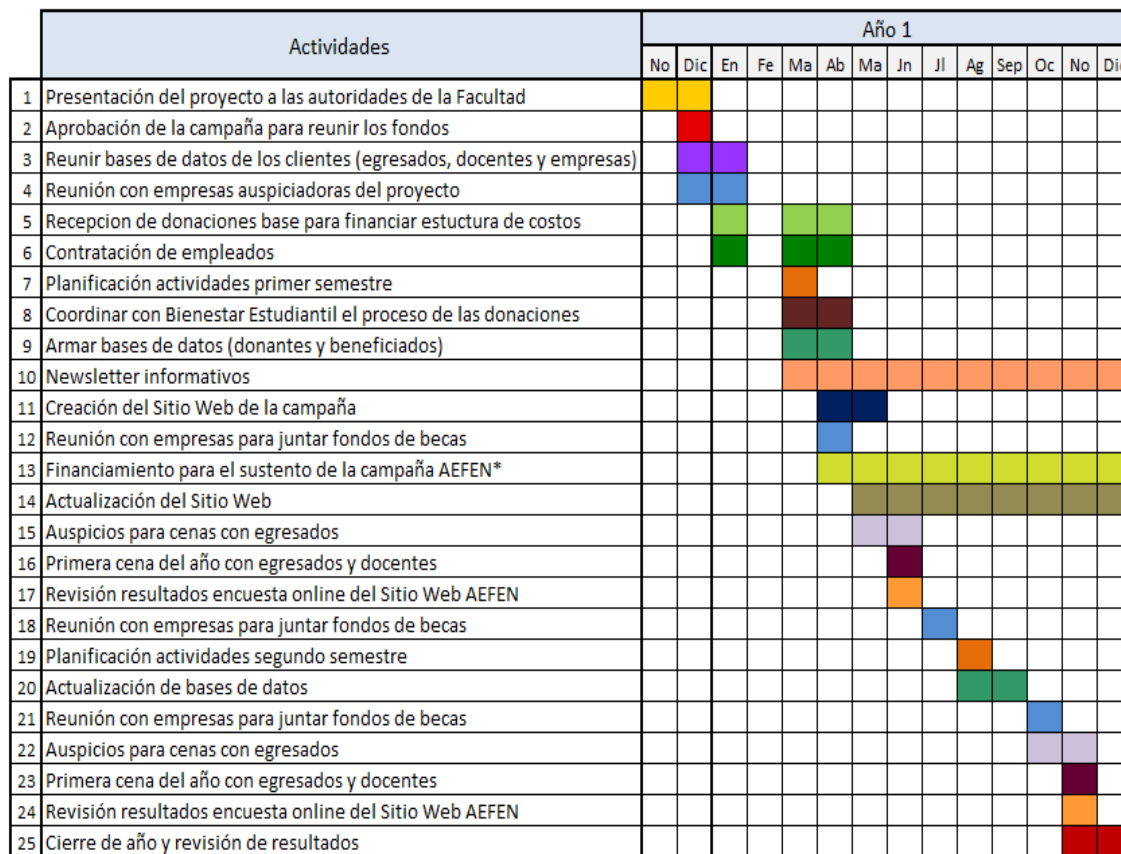 Actividades
Año 1
No Dic En Fe Ma Ab Ma Jn Jl Ag Sep Oc No Dic
1 Presentación del proyecto a las autoridades de la Facultad
2 Aprobación de la campaña para reunir los fondos
3 Reunir bases de datos de los clientes (egresados, docentes y empresas)
4 Reunión con empresas auspiciadoras del proyecto
5 Recepcion de donaciones base para financiar estuctura de costos
6 Contratación de empleados
7 Planificación actividades primer semestre
8 Coordinar con Bienestar Estudiantil el proceso de las donaciones
9 Armar bases de datos (donantes y beneficiados)
10 Newsletter informativos
11 Creación del Sitio Web de la campaña
12 Reunión con empresas para juntar fondos de becas
13 Financiamiento para el sustento de la campaña AEFEN*
14 Actualización del Sitio Web
15 Auspicios para cenas con egresados
16 Primera cena del año con egresados y docentes
17 Revisión resultados encuesta online del Sitio Web AEFEN
18 Reunión con empresas para juntar fondos de becas
19 Planificación actividades segundo semestre
20 Actualización de bases de datos
21 Reunión con empresas para juntar fondos de becas
22 Auspicios para cenas con egresados
23 Primera cena del año con egresados y docentes
24 Revisión resultados encuesta online del Sitio Web AEFEN
25 Cierre de año y revisión de resultados